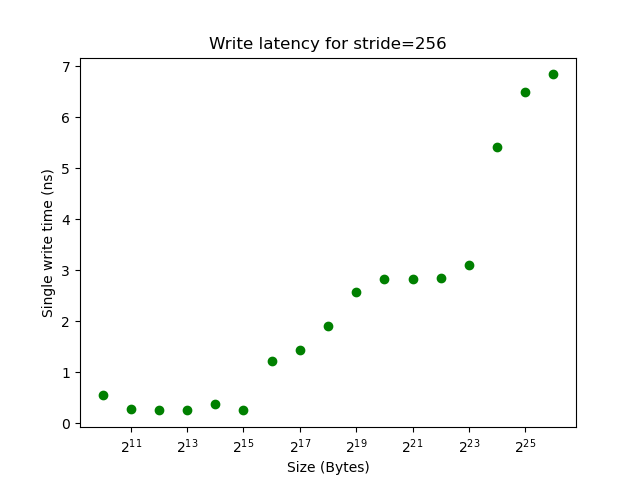 Write latency for stride=256
Single write time (ns)
7
6
5
4
3
2
1
0
2^11 2^13 2^15 2^17 2^19 2^21 2^23 2^25
Size (Bytes)